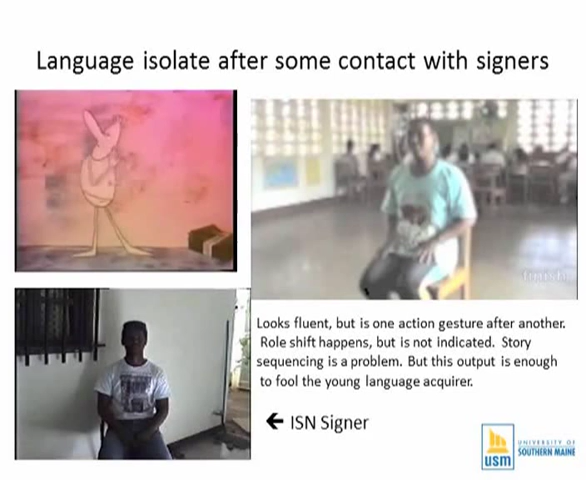 Language isolate after some contact with signers
Looks fluent, but is one action gesture after another.
Role shift happens, but is not indicated. Story
sequencing is a problem. But this output is enough
to fool the young language acquirer.
← ISN Signer
usm
UNIVERSITY OF
SOUTHERN MAINE